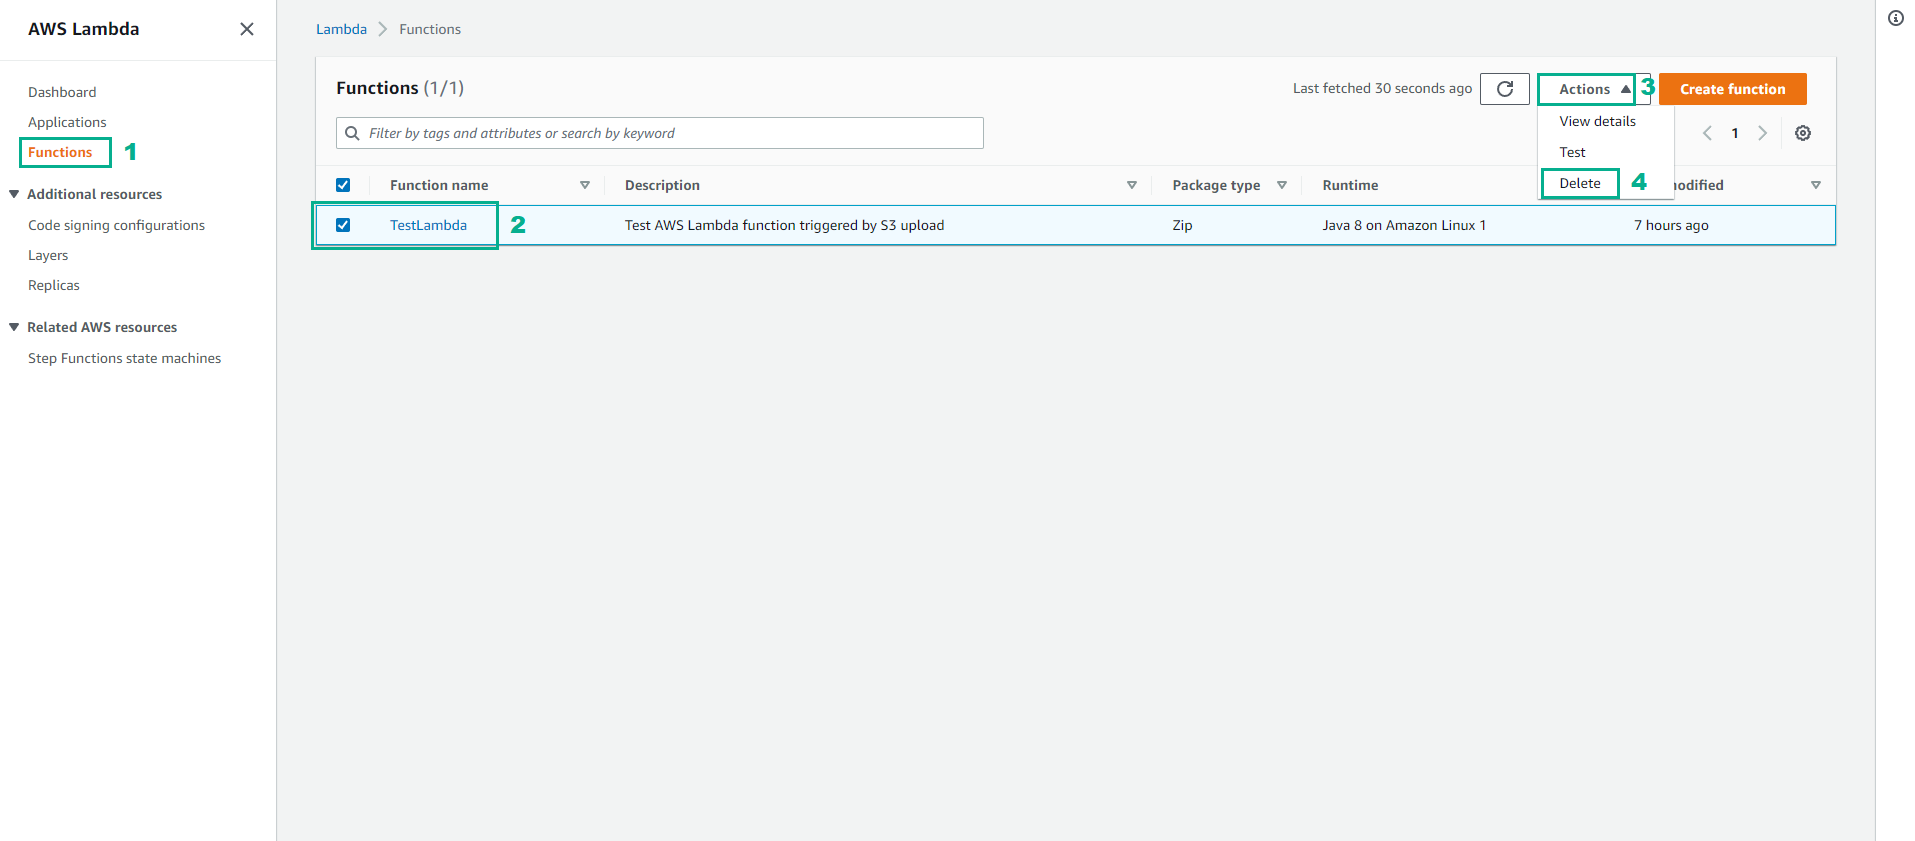 AWS Lambda
Dashboard
Applications
Functions 1
Additional resources
Code signing configurations
Layers
Replicas
Related AWS resources
Step Functions state machines
Lambda Functions
Functions (1/1)
Last fetched 30 seconds ago
Actions 3
Create function
View details
Test
Delete 4
Filter by tags and attributes or search by keyword
1
Function name Description Package type Runtime modified
TestLambda 2 Test AWS Lambda function triggered by S3 upload Zip Java 8 on Amazon Linux 1 7 hours ago